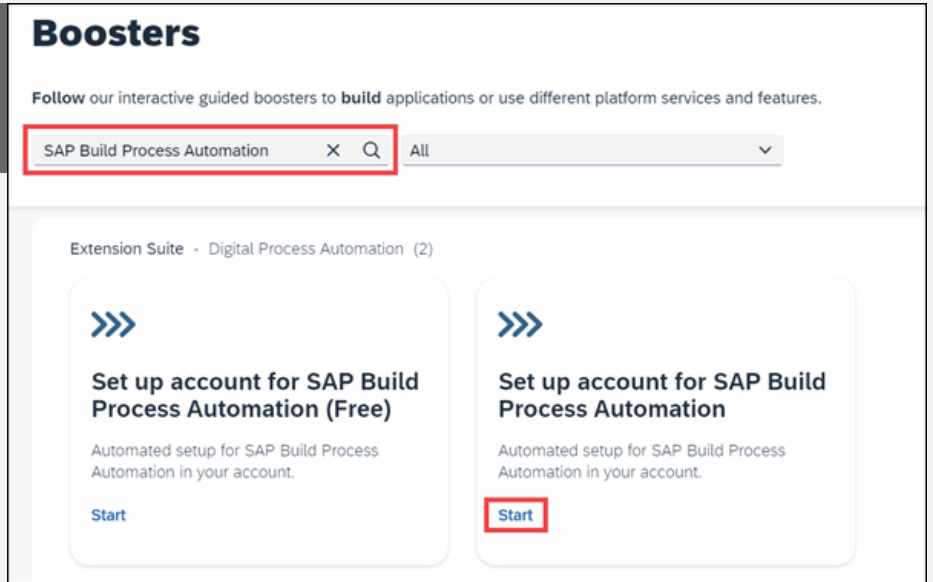 Boosters
Follow our interactive guided boosters to build applications or use different platform services and features.
SAP Build Process Automation
All
Extension Suite - Digital Process Automation (2)
Set up account for SAP Build
Process Automation (Free)
Automated setup for SAP Build Process
Automation in your account.
Start
Set up account for SAP Build
Process Automation
Automated setup for SAP Build Process
Automation in your account.
Start